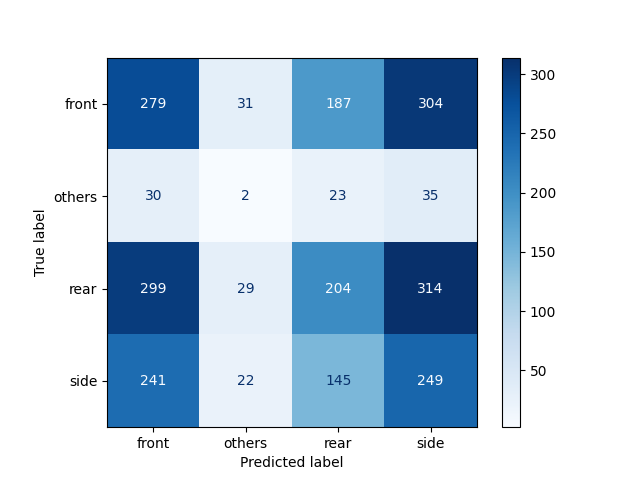 front 279 31 187 304
others 30 2 23 35
rear 299 29 204 314
side 241 22 145 249
front others rear side
Predicted label
True label
300
250
200
150
100
50